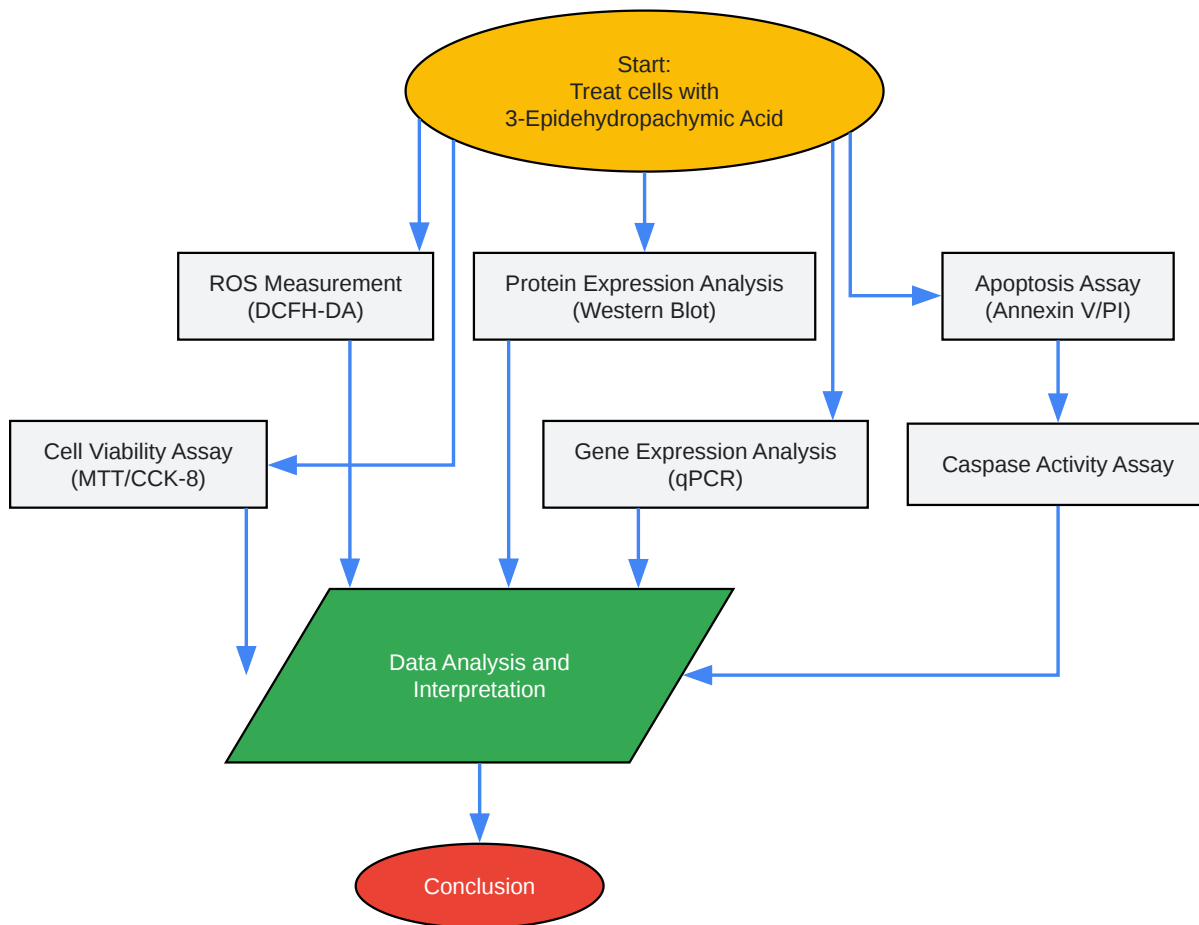 Start:
Treat cells with
3-Epidehydropachymic Acid
ROS Measurement
(DCFH-DA)
Protein Expression Analysis
(Western Blot)
Apoptosis Assay
(Annexin V/PI)
Cell Viability Assay
(MTT/CCK-8)
Gene Expression Analysis
(qPCR)
Caspase Activity Assay
Data Analysis and
Interpretation
Conclusion